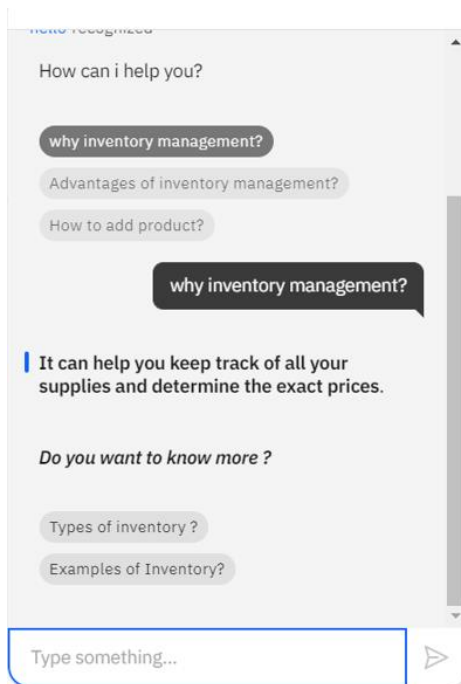 hello recognized
How can i help you?
why inventory management?
Advantages of inventory management?
How to add product?
why inventory management?
It can help you keep track of all your
supplies and determine the exact prices.
Do you want to know more ?
Types of inventory ?
Examples of Inventory?
Type something...